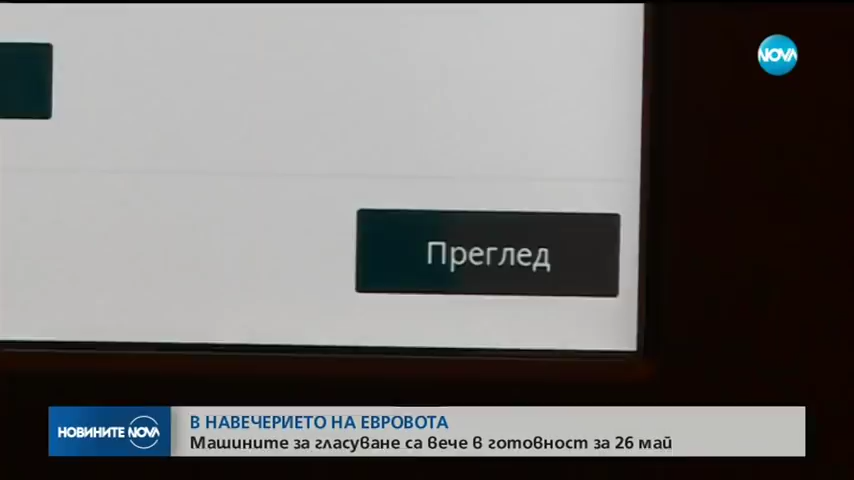 NOVA
Преглед
НОВИНИТЕ NOVA
В НАВЕЧЕРИЕТО НА ЕВРОВОТА
Машините за гласуване са вече в готовност за 26 май